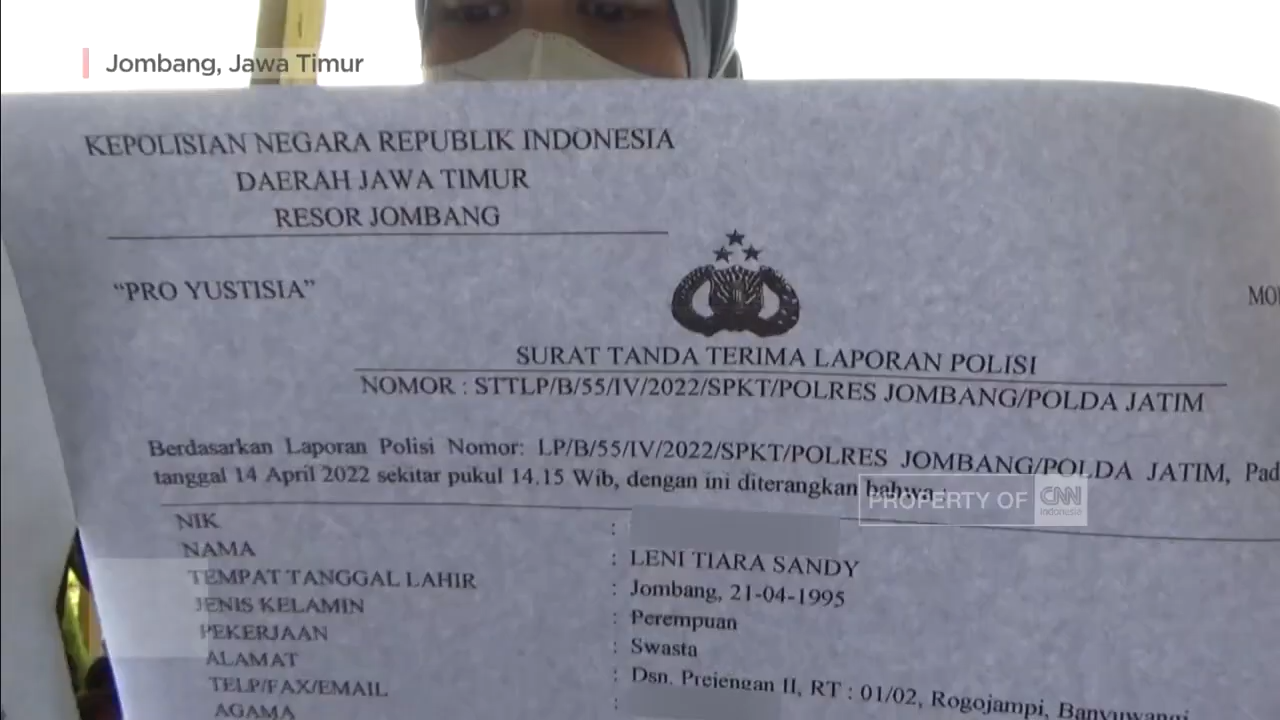 Jombang, Jawa Timur
KEPOLISIAN NEGARA REPUBLIK INDONESIA
DAERAH JAWA TIMUR
RESOR JOMBANG
“PRO YUSTISIA”
SURAT TANDA TERIMA LAPORAN POLISI
NOMOR : STTLP/B/55/IV/2022/SPKT/POLRES JOMBANG/POLDA JATIM
Berdasarkan Laporan Polisi Nomor: LP/B/55/IV/2022/SPKT/POLRES JOMBANG/POLDA JATIM,
tanggal 14 April 2022 sekitar pukul 14.15 Wib, dengan ini diterangkan bahwa :
PROPERTY OF CNN Indonesia
NIK :
NAMA : LENI TIARA SANDY
TEMPAT TANGGAL LAHIR : Jombang, 21-04-1995
JENIS KELAMIN : Perempuan
PEKERJAAN : Swasta
ALAMAT : Dsn. Prejengan II, RT : 01/02, Rogojampi, Banyuwangi
TELP/FAX/EMAIL :
AGAMA